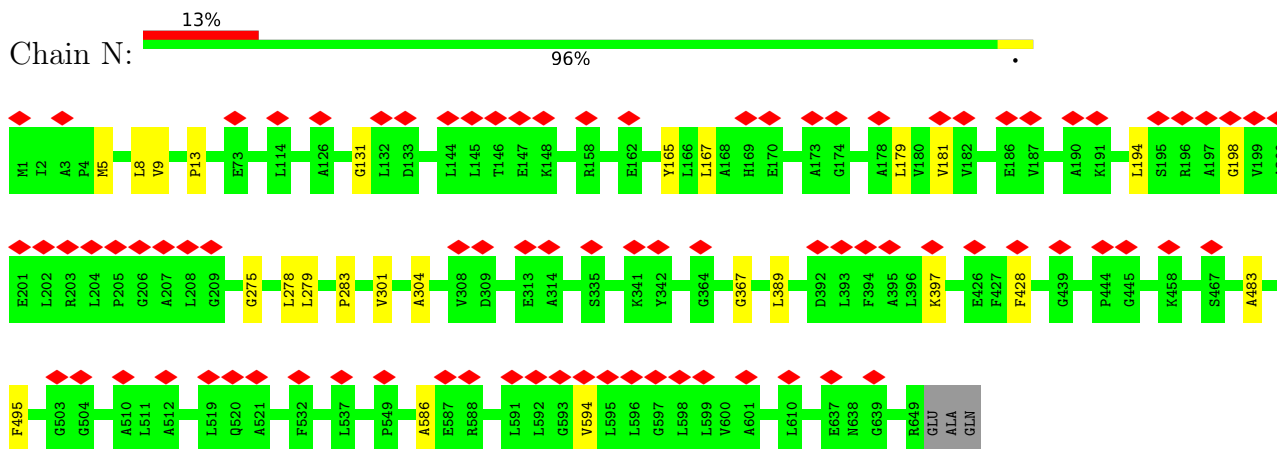 13%
Chain N:
96%
M1 I2 A3 P4 M5 L8 V9 P13 E73 L114 A126 G131 L132 D133 L144 L145 T146 E147 K148 R158 E162 Y165 L166 L167 A168 H169 E170 A173 G174 A178 L179 V180 V181 V182 E186 V187 A190 K191 L194 S195 R196 A197 G198 V199
E201 L202 R203 L204 P205 G206 A207 L208 G209 G275 L278 L279 P283 V301 A304 V308 D309 E313 A314 S335 K341 Y342 G364 G367 L389 D392 L393 F394 A395 L396 K397 E426 F427 F428 G439 P444 G445 K458 S467 A483
F495 G503 G504 A510 L511 A512 L519 Q520 A521 F532 L537 P549 A586 E587 R588 L591 L592 G593 V594 L595 L596 G597 L598 L599 V600 A601 L610 E637 N638 G639 R649 GLU ALA GLN